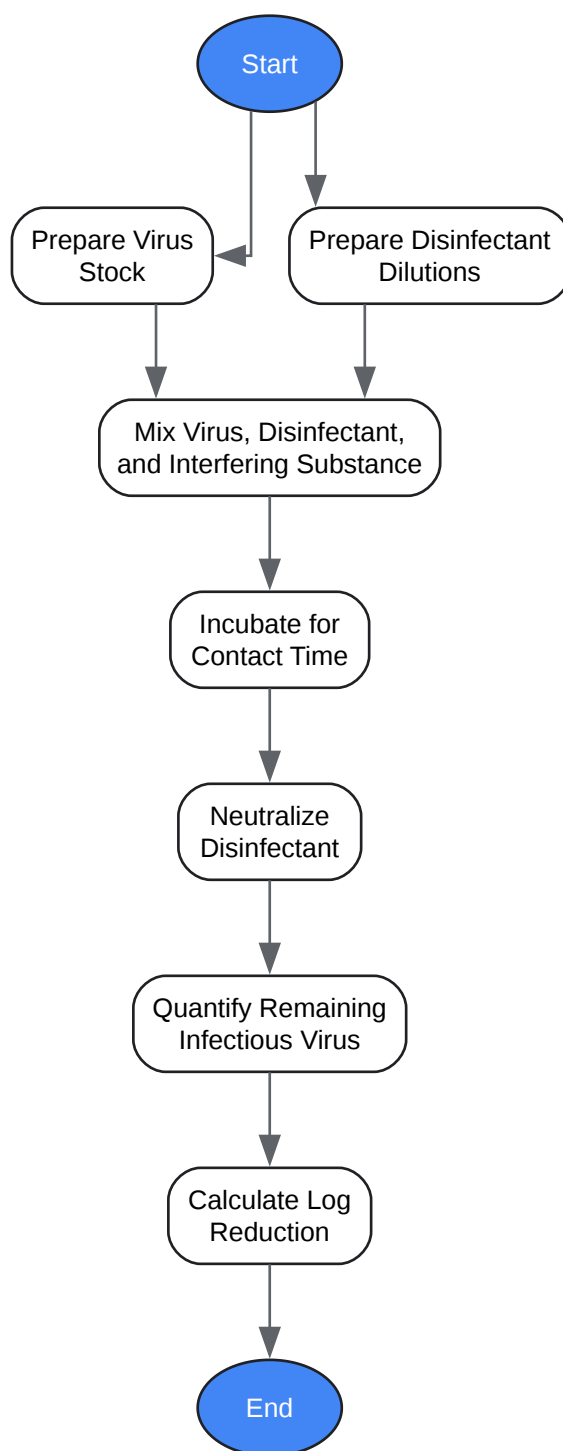 Start
Prepare Virus
Stock
Prepare Disinfectant
Dilutions
Mix Virus, Disinfectant,
and Interfering Substance
Incubate for
Contact Time
Neutralize
Disinfectant
Quantify Remaining
Infectious Virus
Calculate Log
Reduction
End